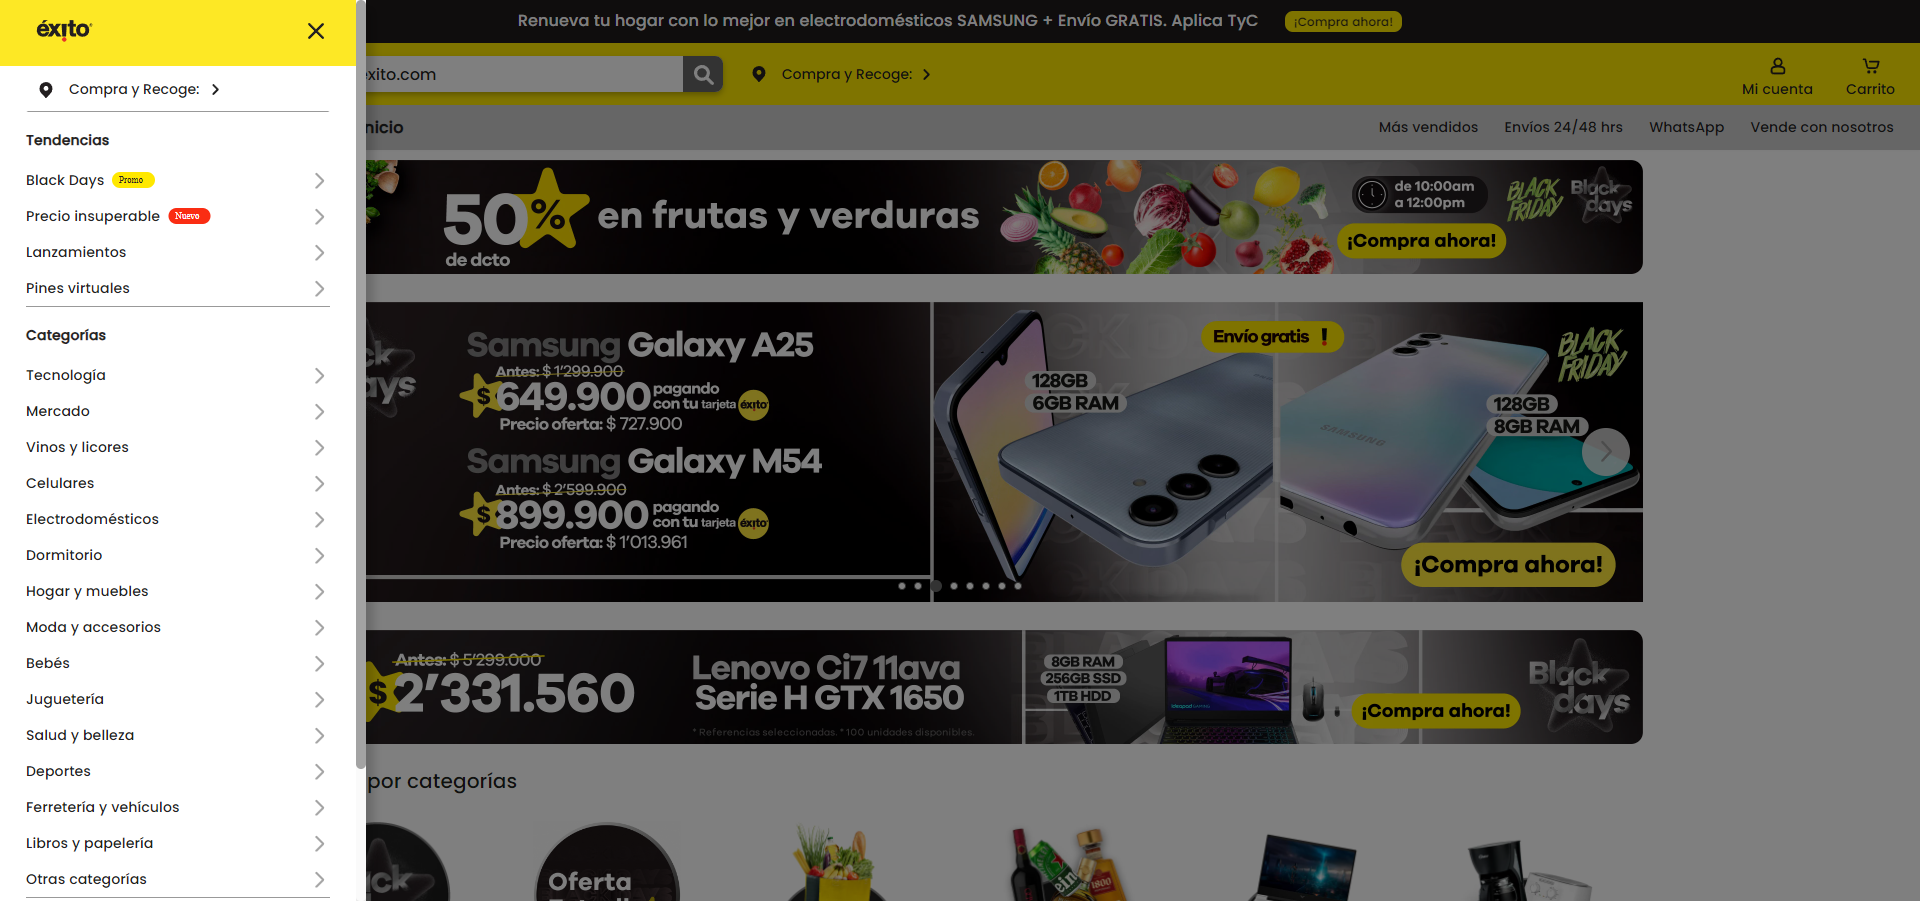 Renueva tu hogar con lo mejor en electrodomésticos SAMSUNG + Envío GRATIS. Aplica TyC
¡Compra ahora!
éxito
Compra y Recoge:
Tendencias
Black Days Promo
Precio insuperable Nuevo
Lanzamientos
Pines virtuales
Categorías
Tecnología
Mercado
Vinos y licores
Celulares
Electrodomésticos
Dormitorio
Hogar y muebles
Moda y accesorios
Bebés
Juguetería
Salud y belleza
Deportes
Ferretería y vehículos
Libros y papelería
Otras categorías
exito.com
Compra y Recoge:
Mi cuenta
Carrito
nicio
Más vendidos
Envíos 24/48 hrs
WhatsApp
Vende con nosotros
50% en frutas y verduras
de dcto
de 10:00am
a 12:00pm
¡Compra ahora!
BLACK
FRIDAY
Black
days
ck
ays
Samsung Galaxy A25
Antes: $ 1'299.900
$ 649.900 pagando
con tu tarjeta éxito
Precio oferta: $ 727.900
Samsung Galaxy M54
Antes: $ 2'599.900
$ 899.900 pagando
con tu tarjeta éxito
Precio oferta: $ 1'013.961
128GB
6GB RAM
Envío gratis !
SAMSUNG
128GB
8GB RAM
BLACK
FRIDAY
¡Compra ahora!
Antes: $ 5'299.000
$ 2'331.560
Lenovo Ci7 11ava
Serie H GTX 1650
* Referencias seleccionadas. * 100 unidades disponibles.
8GB RAM
256GB SSD
1TB HDD
¡Compra ahora!
Black
days
por categorías
ck
Oferta
1800